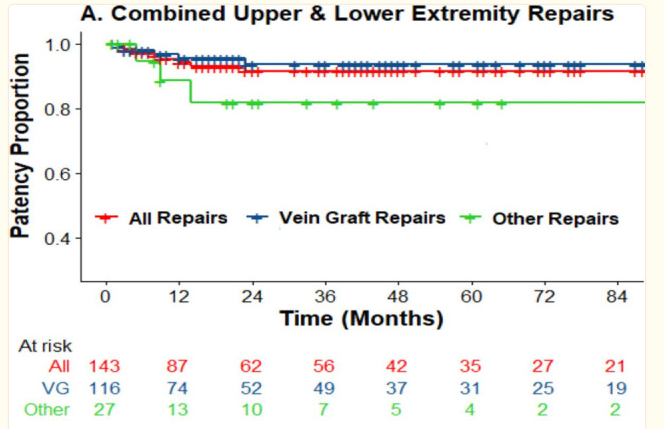 A. Combined Upper & Lower Extremity Repairs
Patency Proportion
1.0
0.8
0.6
0.4
All Repairs Vein Graft Repairs Other Repairs
0 12 24 36 48 60 72 84
Time (Months)
At risk
All 143 87 62 56 42 35 27 21
VG 116 74 52 49 37 31 25 19
Other 27 13 10 7 5 4 2 2